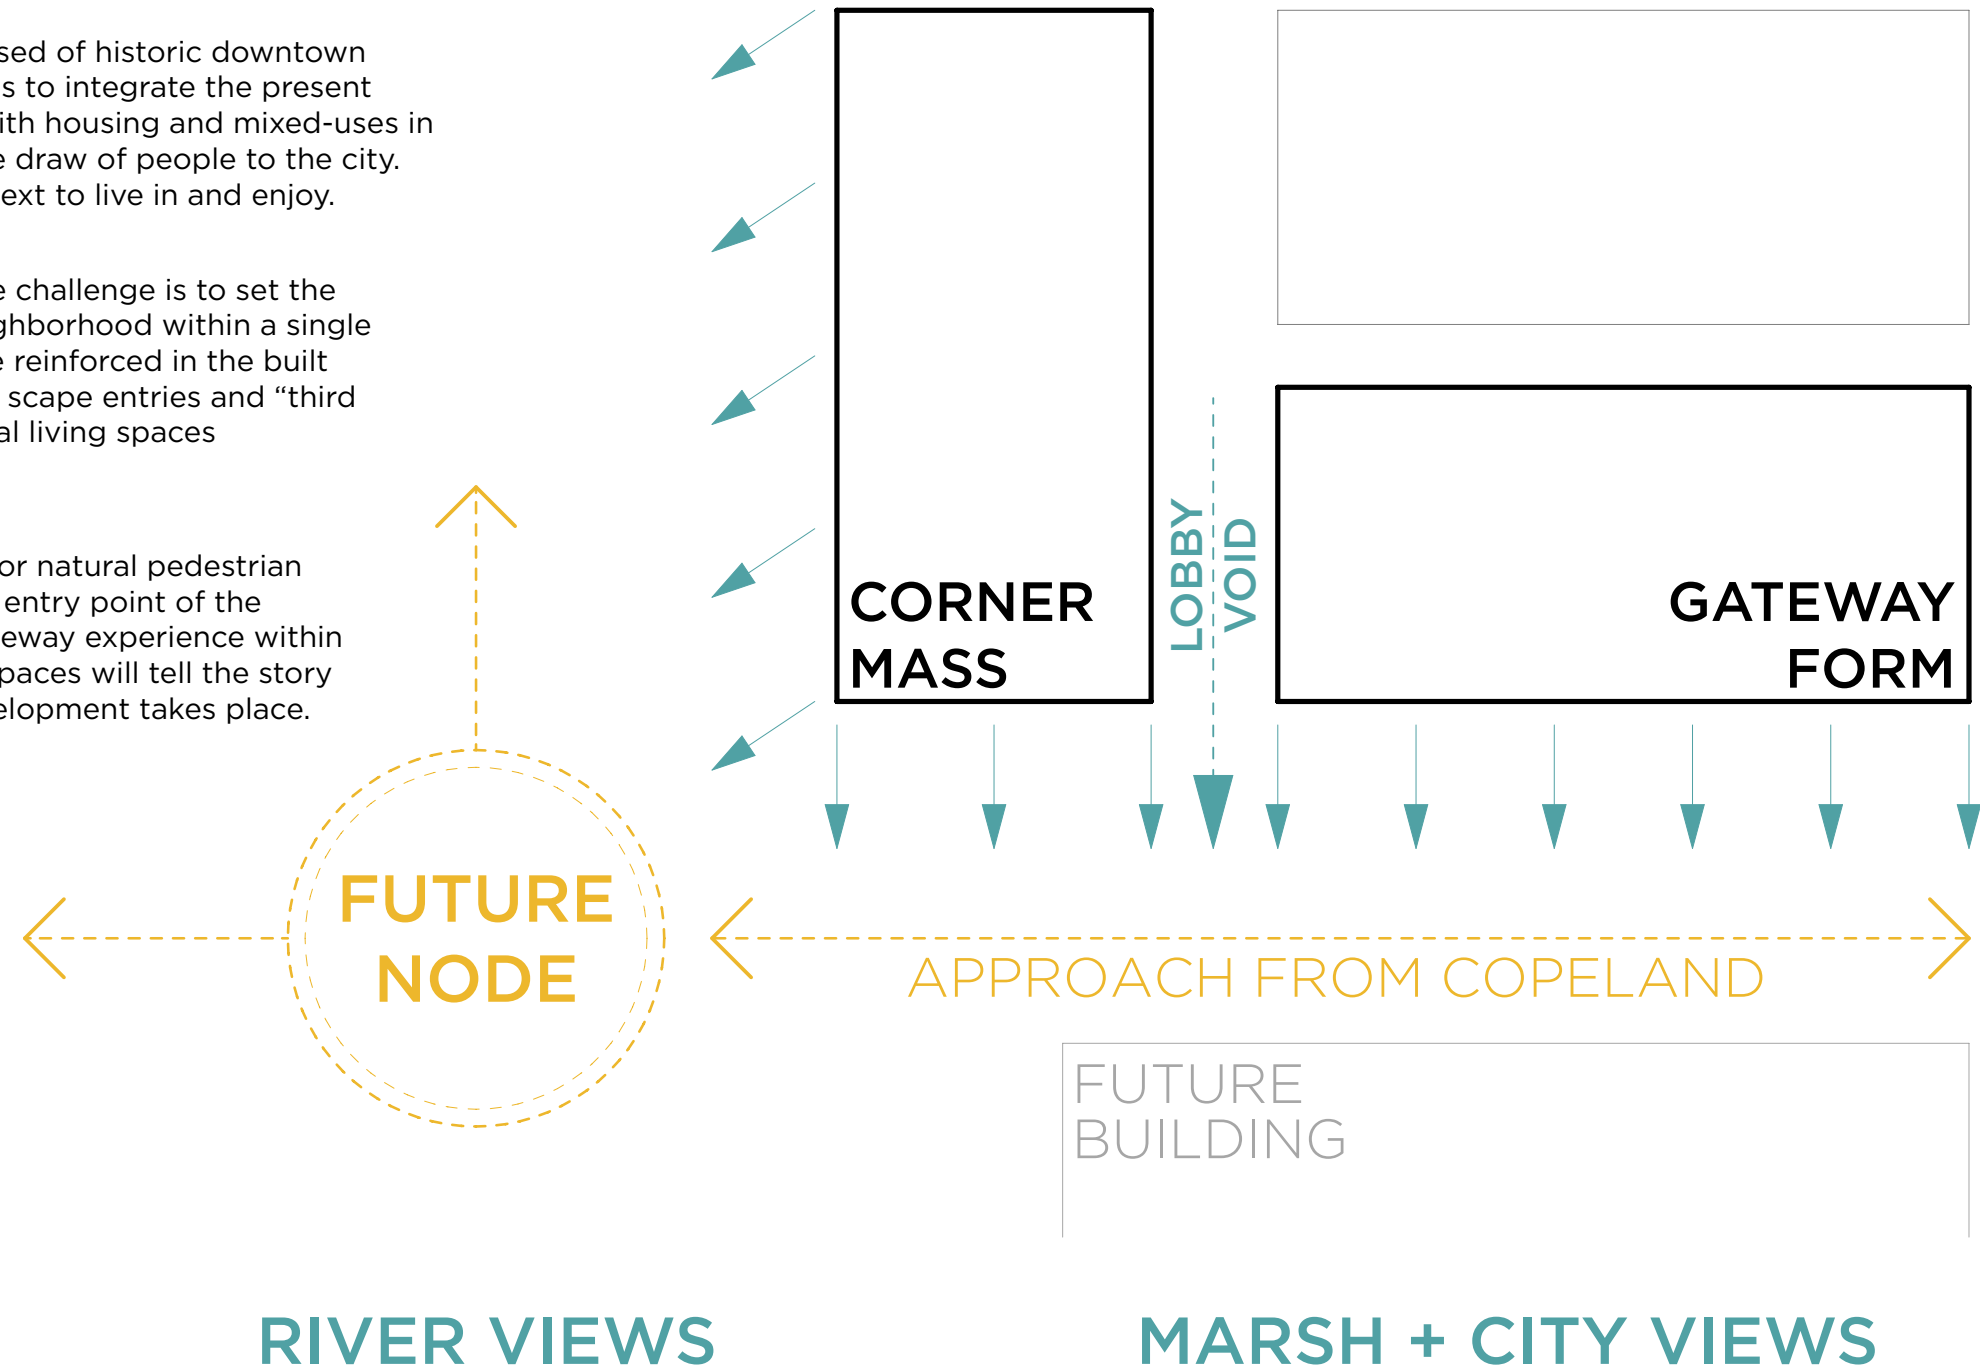 sed of historic downtown
s to integrate the present
ith housing and mixed-uses in
e draw of people to the city.
ext to live in and enjoy.
e challenge is to set the
ghborhood within a single
e reinforced in the built
scape entries and “third
al living spaces
or natural pedestrian
entry point of the
eway experience within
paces will tell the story
elopment takes place.
CORNER
MASS
LOBBY
VOID
GATEWAY
FORM
FUTURE
NODE
APPROACH FROM COPELAND
FUTURE
BUILDING
RIVER VIEWS
MARSH + CITY VIEWS